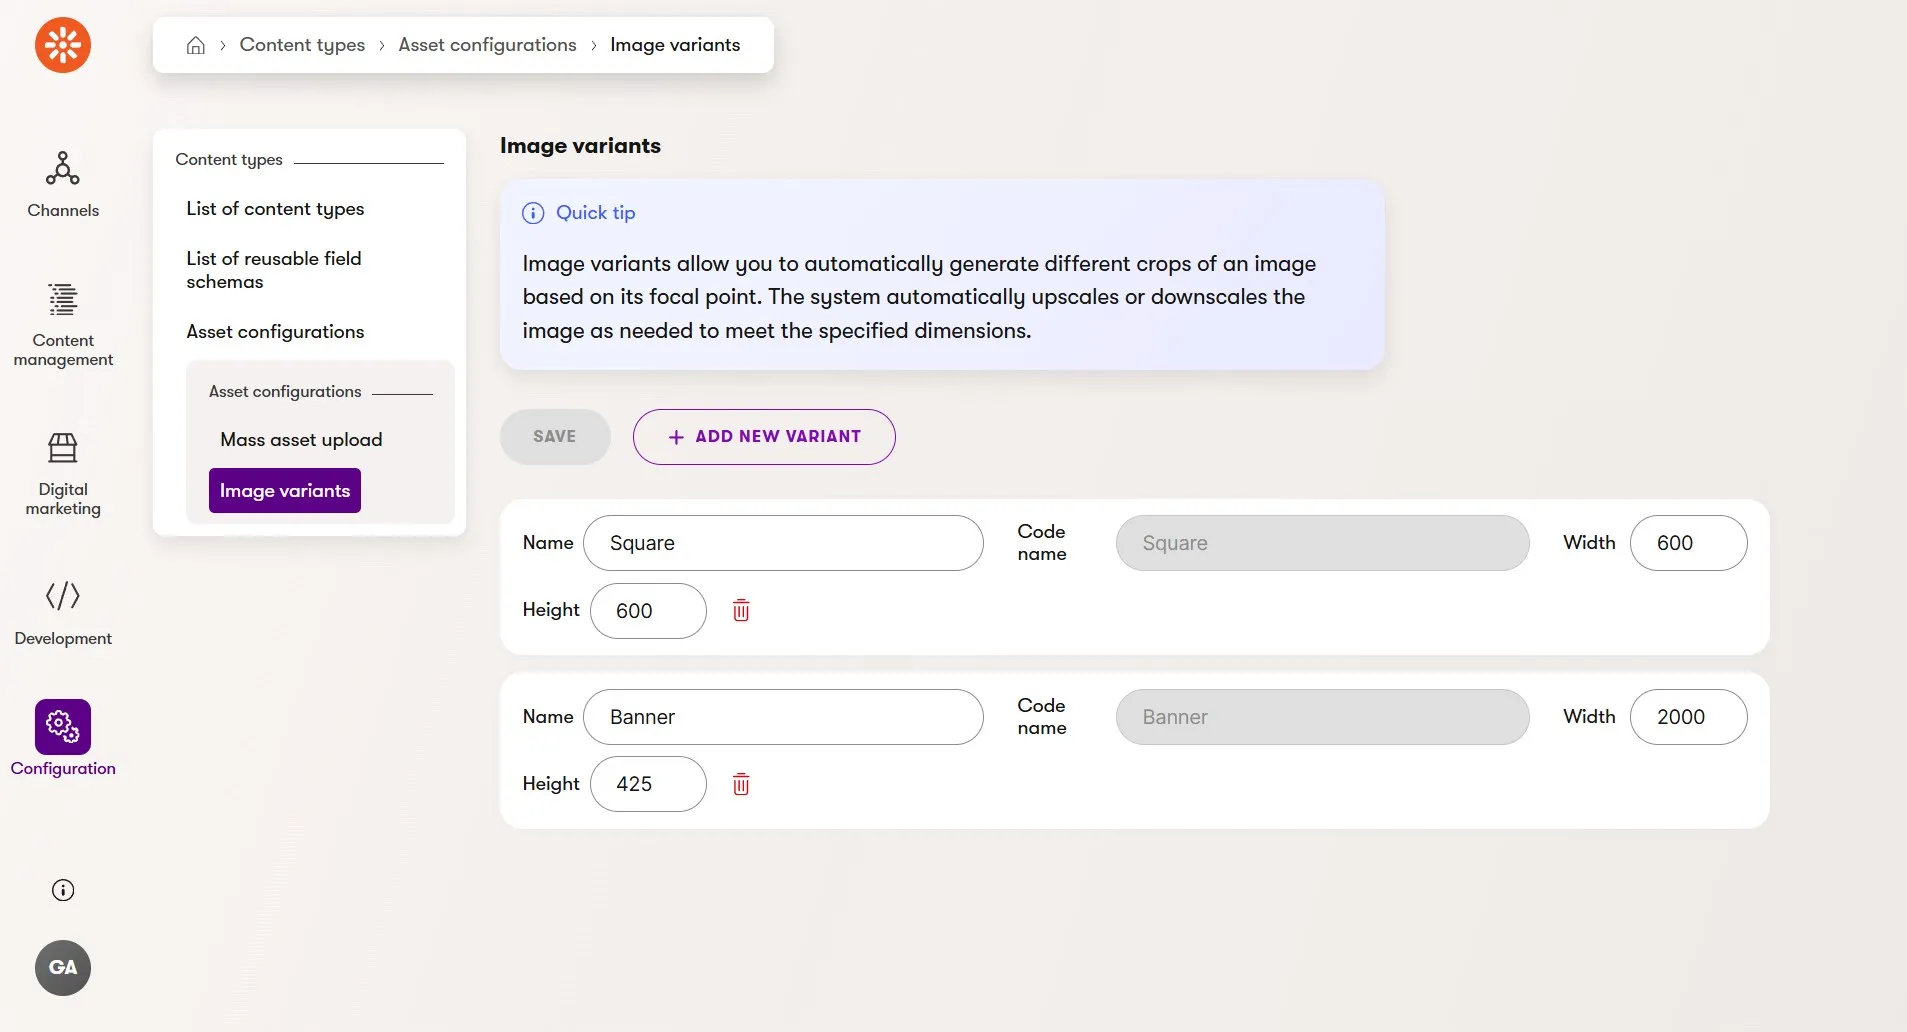 Content types
Asset configurations
Image variants
Channels
Content
management
Digital
marketing
Development
Configuration
GA
Content types
List of content types
List of reusable field
schemas
Asset configurations
Asset configurations
Mass asset upload
Image variants
Image variants
Quick tip
Image variants allow you to automatically generate different crops of an image
based on its focal point. The system automatically upscales or downscales the
image as needed to meet the specified dimensions.
SAVE
ADD NEW VARIANT
Name Square Code name Square Width 600
Height 600
Name Banner Code name Banner Width 2000
Height 425